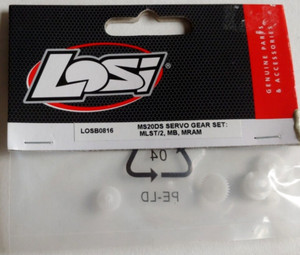 LOSI
GENUINE PARTS
& ACCESSORIES
LOSB0816
MS20DS SERVO GEAR SET:
MLST/2, MB, MRAM
04
PE-LD